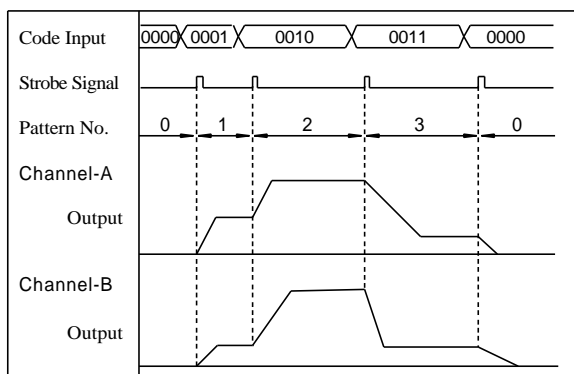 Code Input 0000 0001 0010 0011 0000
Strobe Signal
Pattern No. 0 1 2 3 0
Channel-A
Output
Channel-B
Output